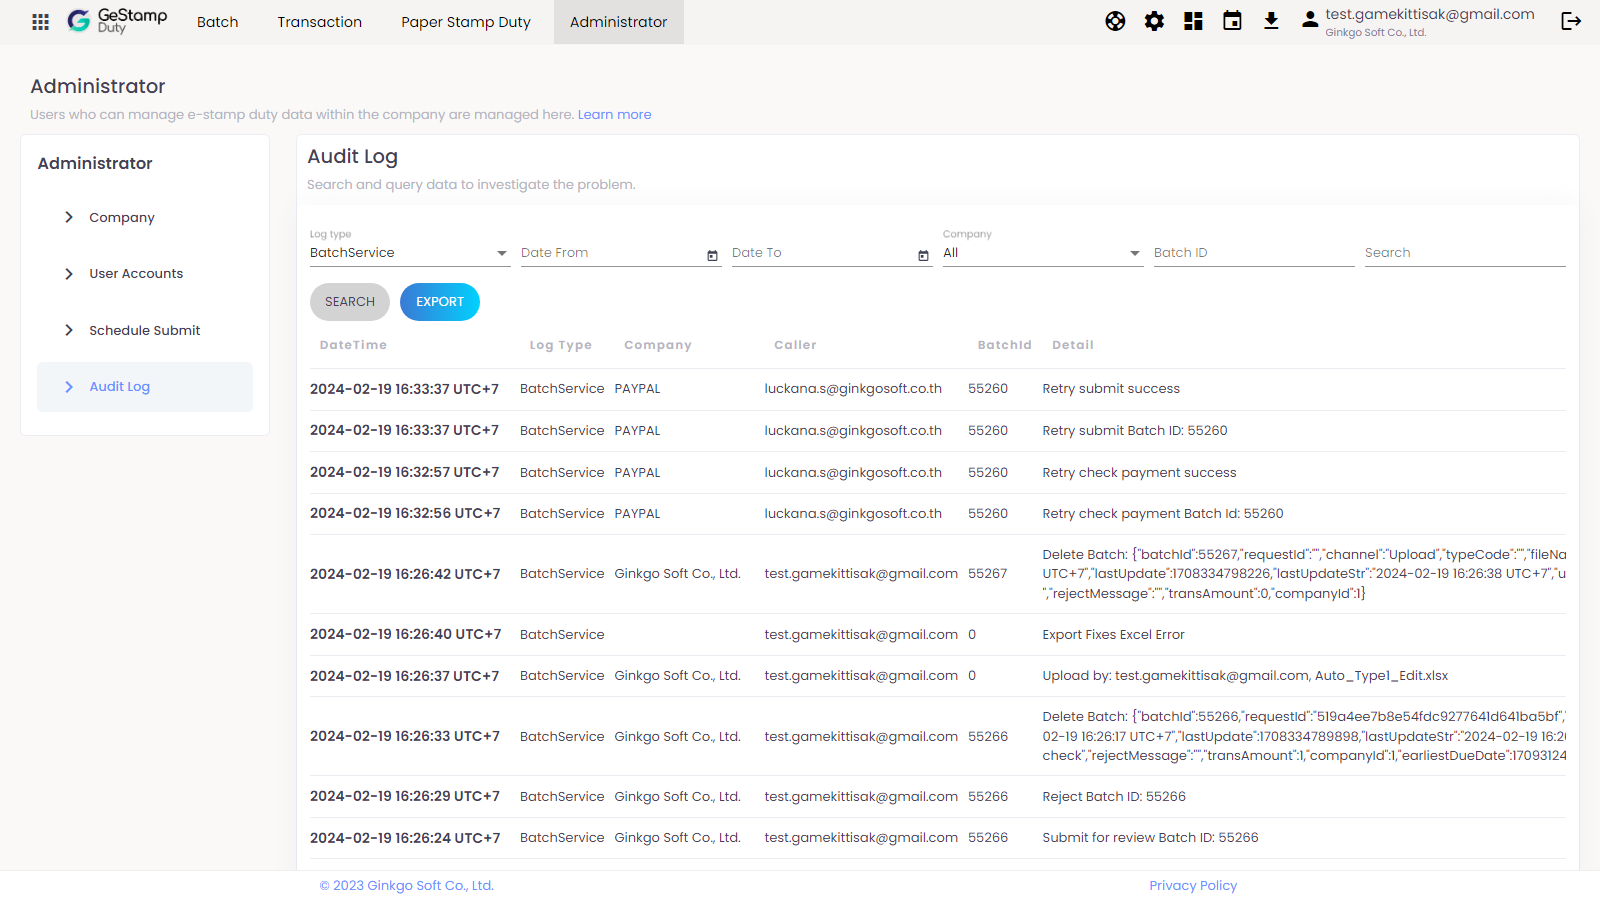 GeStamp
Duty
Batch
Transaction
Paper Stamp Duty
Administrator
test.gamekittisak@gmail.com
Ginkgo Soft Co., Ltd.
Administrator
Users who can manage e-stamp duty data within the company are managed here. Learn more
Administrator
Company
User Accounts
Schedule Submit
Audit Log
Audit Log
Search and query data to investigate the problem.
Log type
BatchService
Date From
Date To
Company
All
Batch ID
Search
SEARCH
EXPORT
DateTime Log Type Company Caller BatchId Detail
2024-02-19 16:33:37 UTC+7 BatchService PAYPAL luckana.s@ginkgosoft.co.th 55260 Retry submit success
2024-02-19 16:33:37 UTC+7 BatchService PAYPAL luckana.s@ginkgosoft.co.th 55260 Retry submit Batch ID: 55260
2024-02-19 16:32:57 UTC+7 BatchService PAYPAL luckana.s@ginkgosoft.co.th 55260 Retry check payment success
2024-02-19 16:32:56 UTC+7 BatchService PAYPAL luckana.s@ginkgosoft.co.th 55260 Retry check payment Batch Id: 55260
2024-02-19 16:26:42 UTC+7 BatchService Ginkgo Soft Co., Ltd. test.gamekittisak@gmail.com 55267
Delete Batch: {"batchId":55267,"requestId":"","channel":"Upload","typeCode":"","fileNa
UTC+7","lastUpdate":1708334798226,"lastUpdateStr":"2024-02-19 16:26:38 UTC+7","u
","rejectMessage":"","transAmount":0,"companyId":1}
2024-02-19 16:26:40 UTC+7 BatchService test.gamekittisak@gmail.com 0 Export Fixes Excel Error
2024-02-19 16:26:37 UTC+7 BatchService Ginkgo Soft Co., Ltd. test.gamekittisak@gmail.com 0 Upload by: test.gamekittisak@gmail.com, Auto_Type1_Edit.xlsx
2024-02-19 16:26:33 UTC+7 BatchService Ginkgo Soft Co., Ltd. test.gamekittisak@gmail.com 55266
Delete Batch: {"batchId":55266,"requestId":"519a4ee7b8e54fdc9277641d641ba5bf",
02-19 16:26:17 UTC+7","lastUpdate":1708334789898,"lastUpdateStr":"2024-02-19 16:26
check","rejectMessage":"","transAmount":1,"companyId":1,"earliestDueDate":17093124
2024-02-19 16:26:29 UTC+7 BatchService Ginkgo Soft Co., Ltd. test.gamekittisak@gmail.com 55266 Reject Batch ID: 55266
2024-02-19 16:26:24 UTC+7 BatchService Ginkgo Soft Co., Ltd. test.gamekittisak@gmail.com 55266 Submit for review Batch ID: 55266
© 2023 Ginkgo Soft Co., Ltd.
Privacy Policy